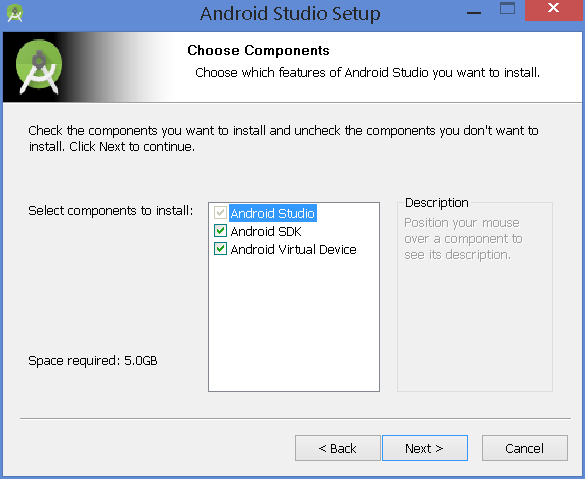 Android Studio Setup
Choose Components
Choose which features of Android Studio you want to install.
Check the components you want to install and uncheck the components you don't want to
install. Click Next to continue.
Select components to install:
Android Studio
Android SDK
Android Virtual Device
Description
Position your mouse
over a component to
see its description.
Space required: 5.0GB
< Back
Next >
Cancel